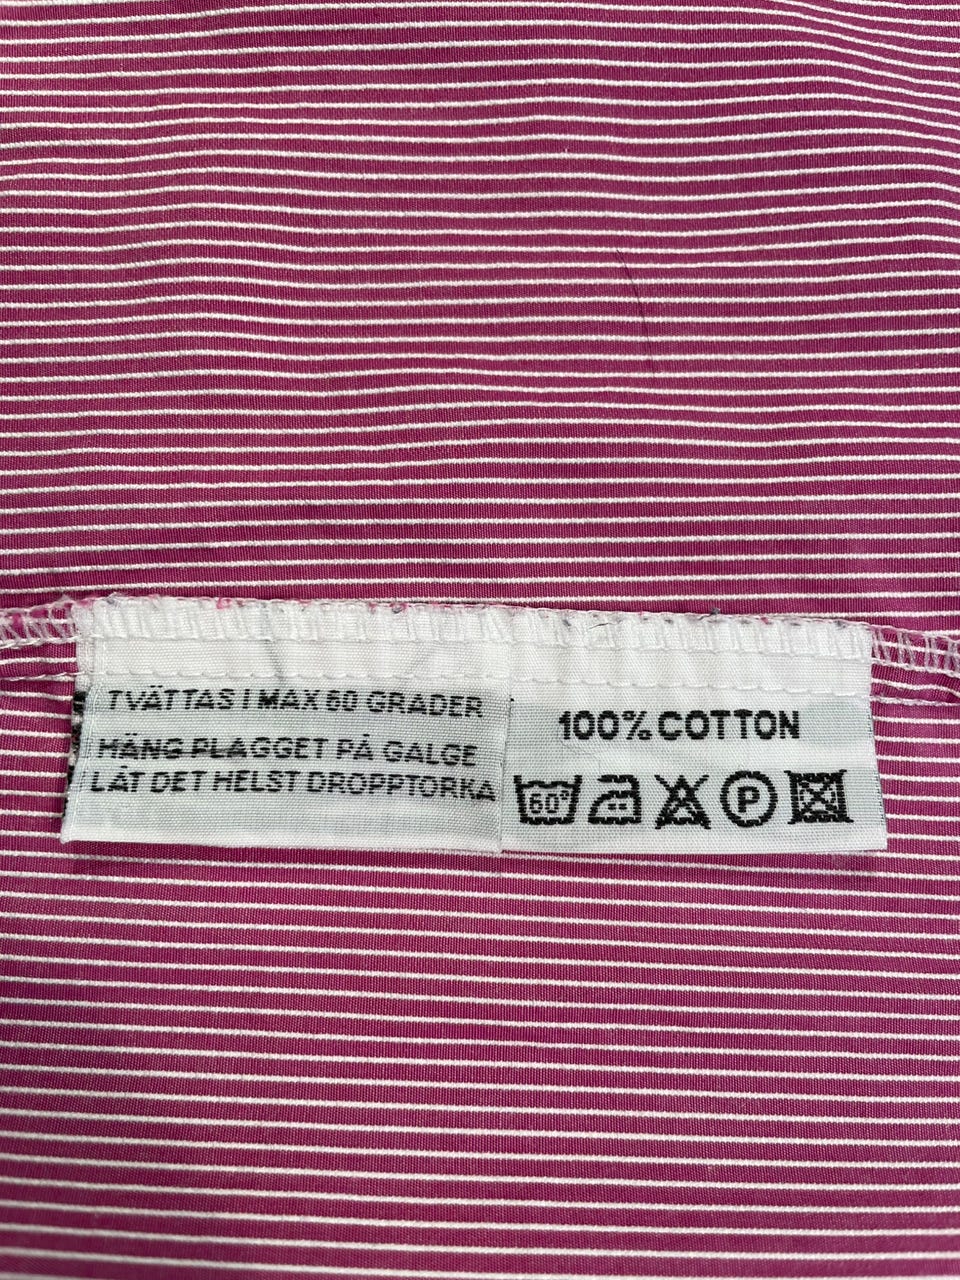 TVÄTTAS I MAX 60 GRADER
HÄNG PLAGGET PÅ GALGE
LÅT DET HELST DROPPTORKA
100% COTTON
60° P